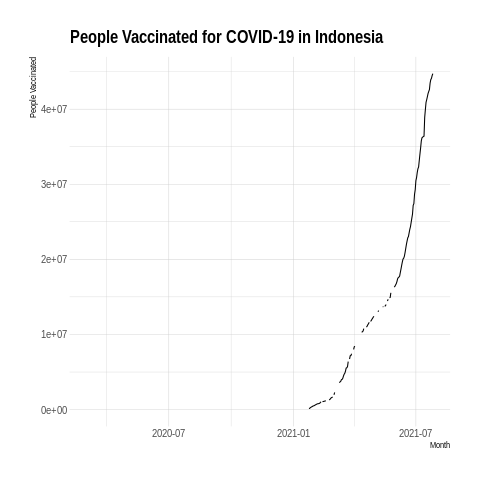 People Vaccinated for COVID-19 in Indonesia
People Vaccinated
4e+07
3e+07
2e+07
1e+07
0e+00
2020-07
2021-01
2021-07
Month